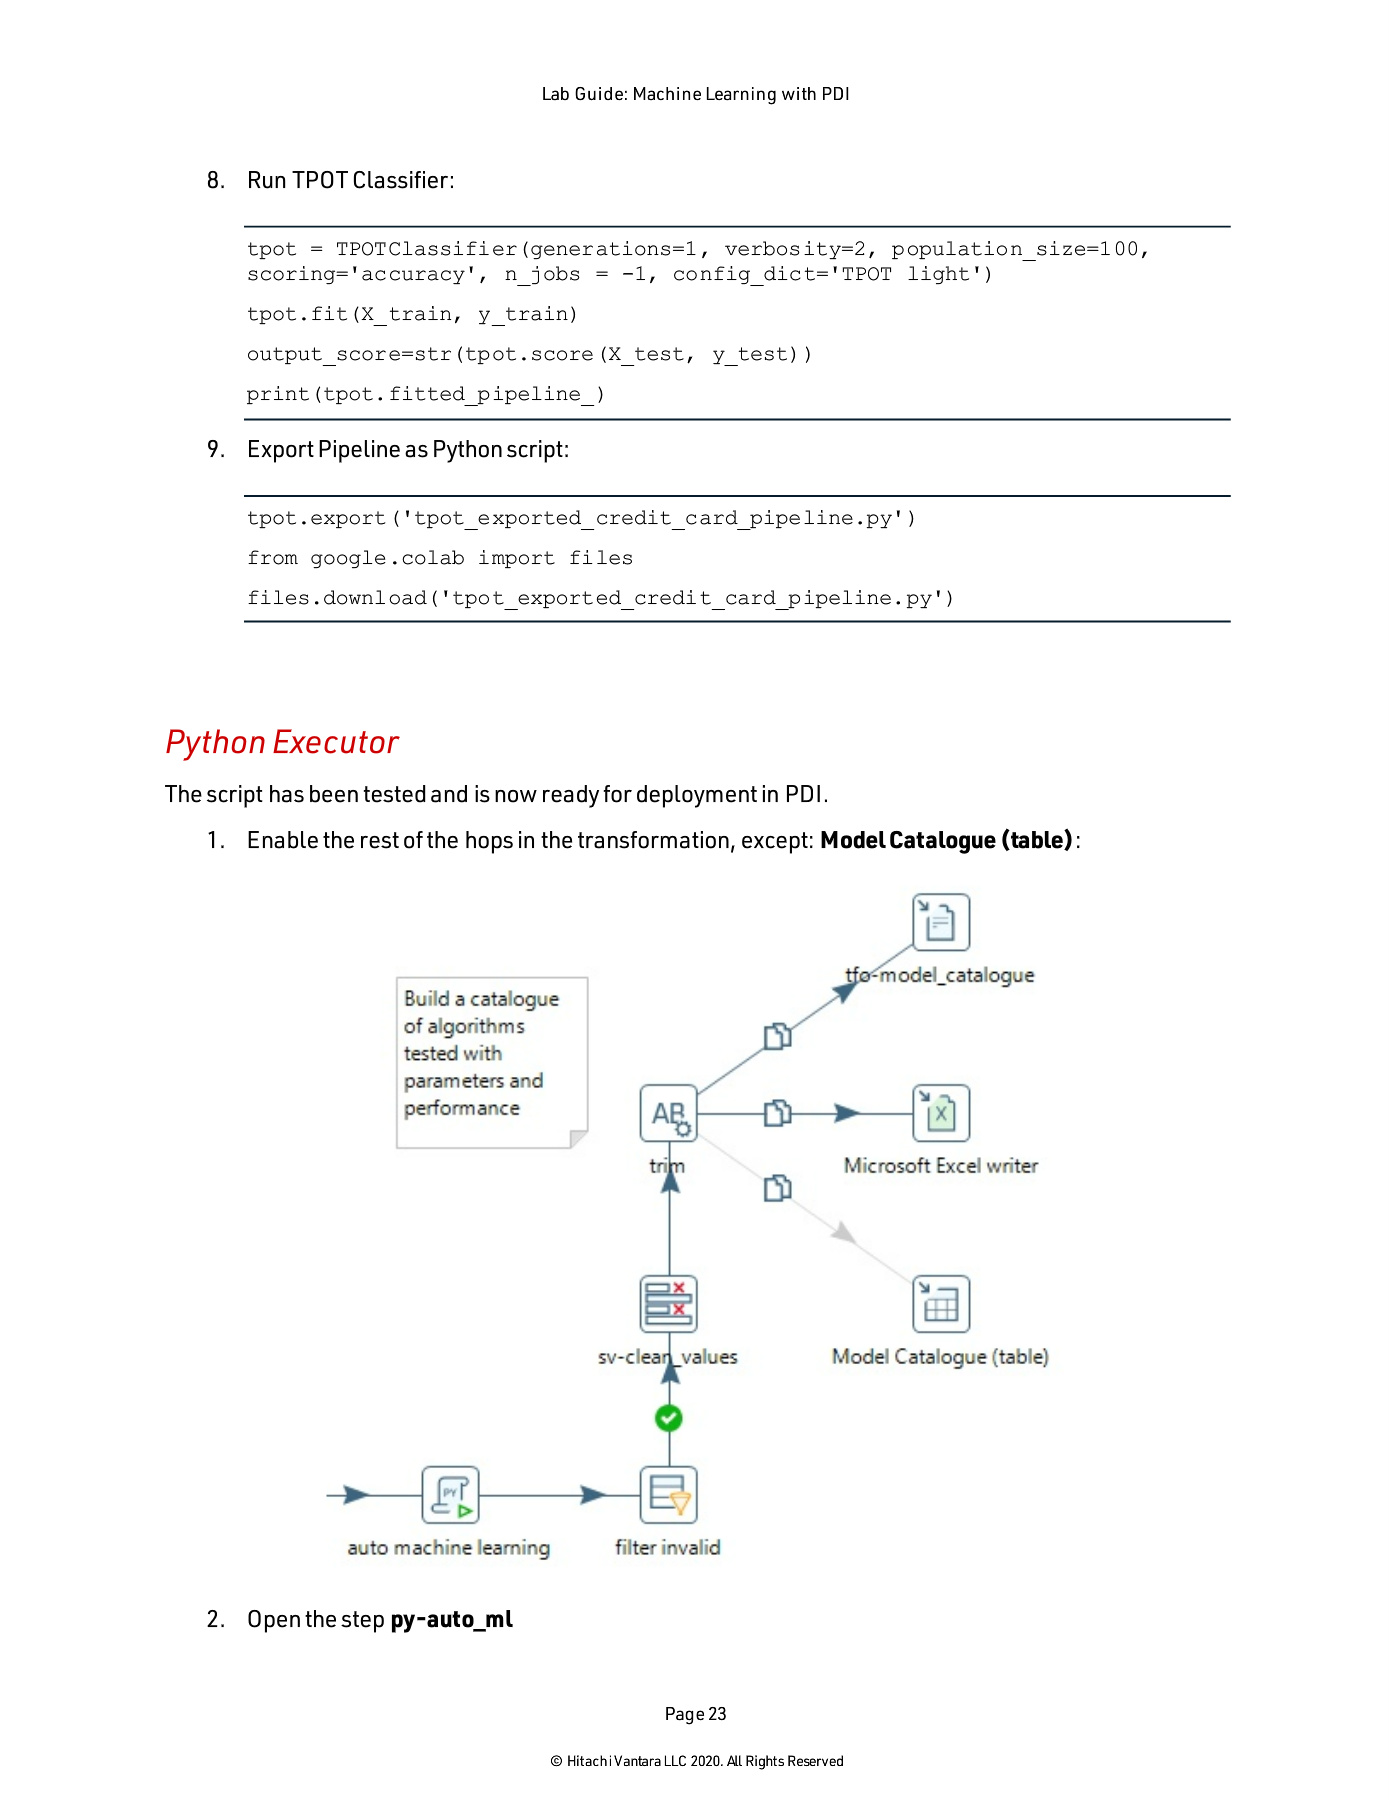 Lab Guide: Machine Learning with PDI
8. Run TPOT Classifier:
tpot = TPOTClassifier(generations=1, verbosity=2, population_size=100,
scoring='accuracy', n_jobs = -1, config_dict='TPOT light')
tpot.fit(X_train, y_train)
output_score=str(tpot.score(X_test, y_test))
print(tpot.fitted_pipeline_)
9. Export Pipeline as Python script:
tpot.export('tpot_exported_credit_card_pipeline.py')
from google.colab import files
files.download('tpot_exported_credit_card_pipeline.py')
Python Executor
The script has been tested and is now ready for deployment in PDI.
1. Enable the rest of the hops in the transformation, except: Model Catalogue (table):
tfo-model_catalogue
Build a catalogue
of algorithms
tested with
parameters and
performance
AB
X
trim
Microsoft Excel writer
sv-clean_values
Model Catalogue (table)
PY
auto machine learning
filter invalid
2. Open the step py-auto_ml
Page 23
© Hitachi Vantara LLC 2020. All Rights Reserved